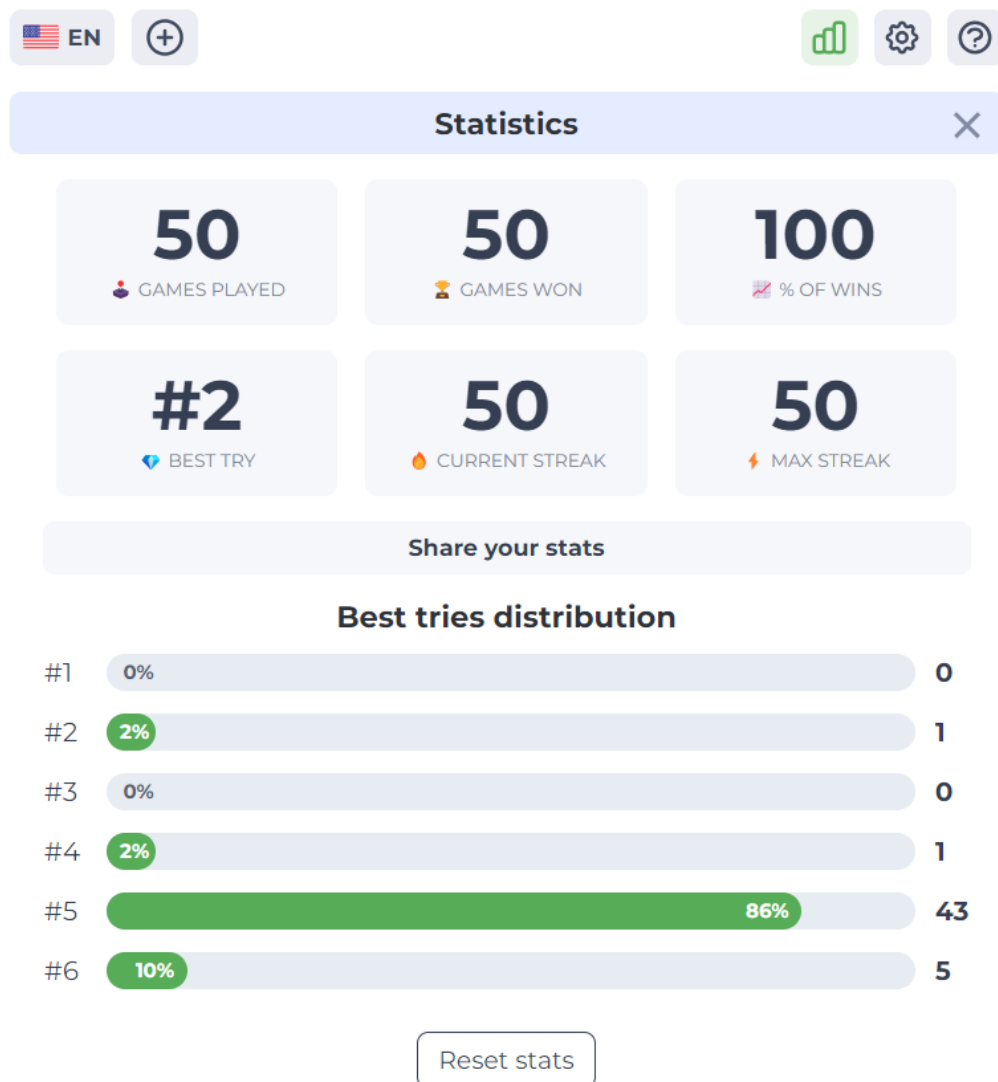 EN
Statistics
50 50 100
GAMES PLAYED GAMES WON % OF WINS
#2 50 50
BEST TRY CURRENT STREAK MAX STREAK
Share your stats
Best tries distribution
#1 0% 0
#2 2% 1
#3 0% 0
#4 2% 1
#5 86% 43
#6 10% 5
Reset stats